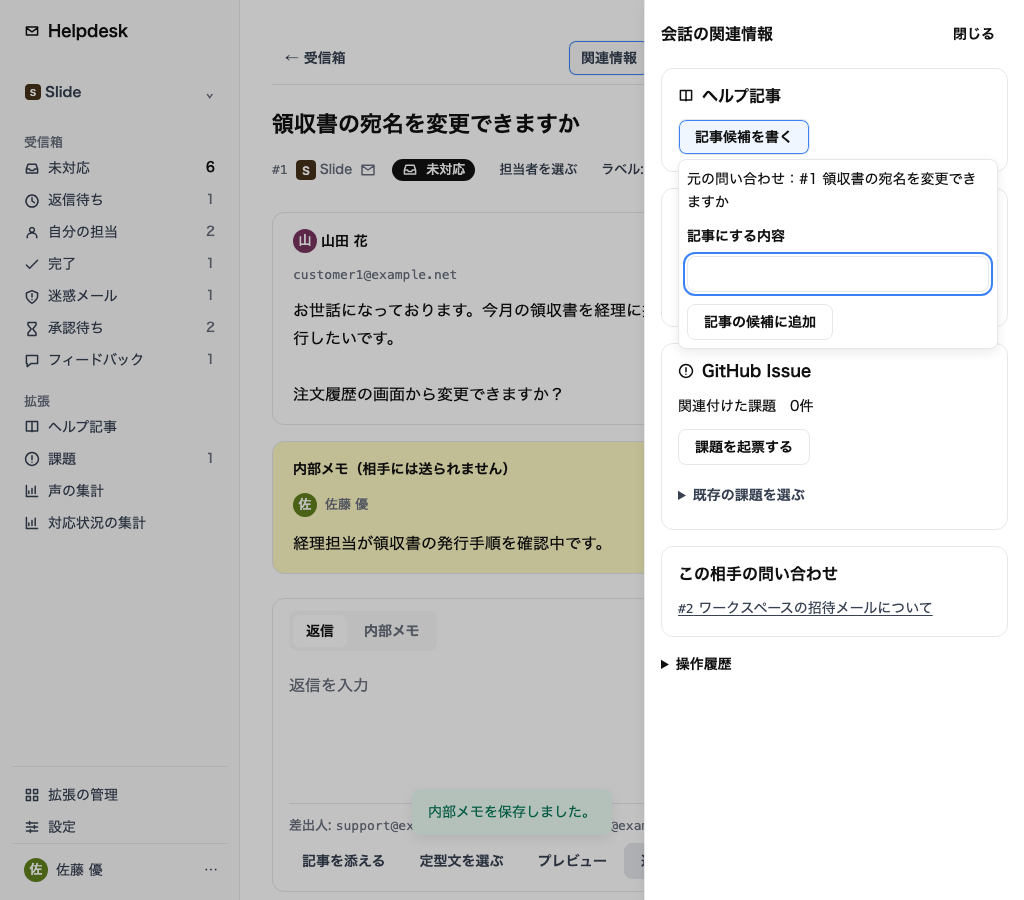 Helpdesk
S Slide
受信箱
未対応 6
返信待ち 1
自分の担当 2
完了 1
迷惑メール 1
承認待ち 2
フィードバック 1
拡張
ヘルプ記事
課題 1
声の集計
対応状況の集計
拡張の管理
設定
佐 佐藤 優 …
← 受信箱
関連情報
領収書の宛名を変更できますか
#1 S Slide 未対応 担当者を選ぶ ラベル:
山 山田 花
customer1@example.net
お世話になっております。今月の領収書を経理に
行したいです。
注文履歴の画面から変更できますか？
内部メモ（相手には送られません）
佐 佐藤 優
経理担当が領収書の発行手順を確認中です。
返信 内部メモ
返信を入力
内部メモを保存しました。
差出人: support@ex @exam
記事を添える 定型文を選ぶ プレビュー
会話の関連情報 閉じる
ヘルプ記事
記事候補を書く
元の問い合わせ：#1 領収書の宛名を変更でき
ますか
記事にする内容
記事の候補に追加
GitHub Issue
関連付けた課題 0件
課題を起票する
▶ 既存の課題を選ぶ
この相手の問い合わせ
#2 ワークスペースの招待メールについて
▶ 操作履歴